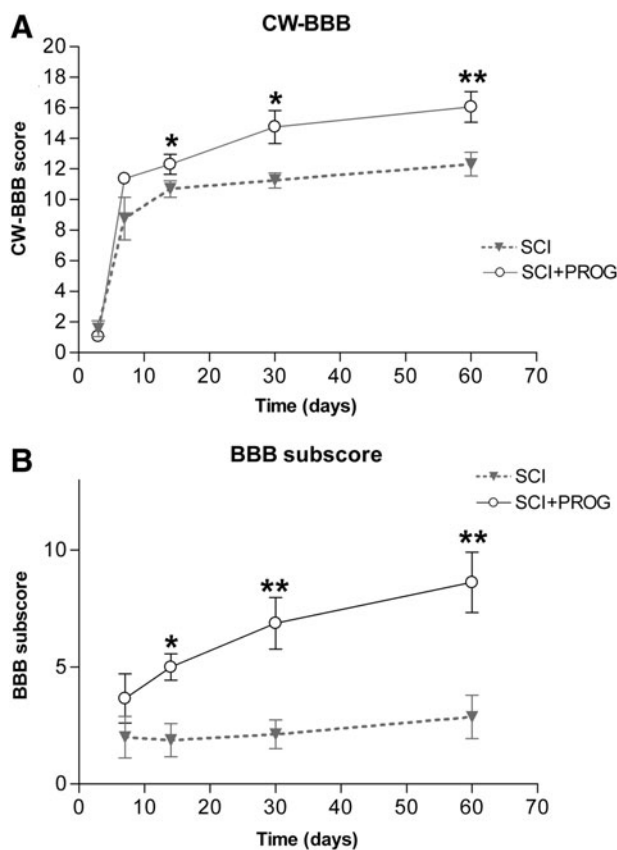 A
CW-BBB
20
18
16
14
12
10
8
6
4
2
0
CW-BBB score
* * **
SCI
SCI+PROG
0 10 20 30 40 50 60 70
Time (days)
B
BBB subscore
SCI
SCI+PROG
10
5
0
BBB subscore
* ** **
0 10 20 30 40 50 60 70
Time (days)